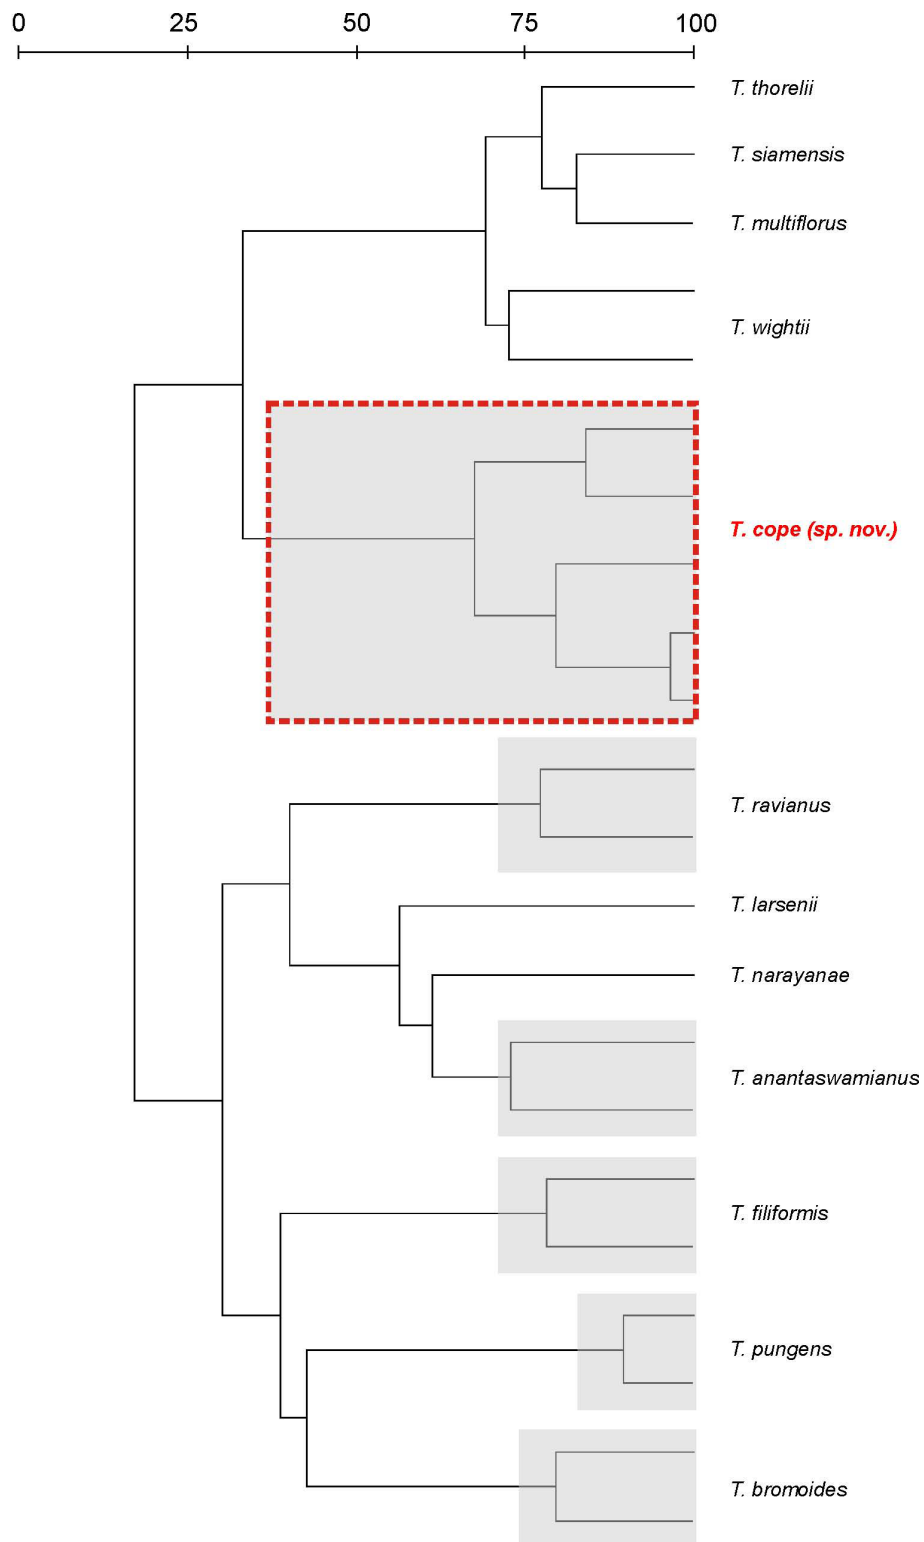 0 25 50 75 100
T. thorelii
T. siamensis
T. multiflorus
T. wightii
T. cope (sp. nov.)
T. ravianus
T. larsenii
T. narayanae
T. anantaswamianus
T. filiformis
T. pungens
T. bromoides